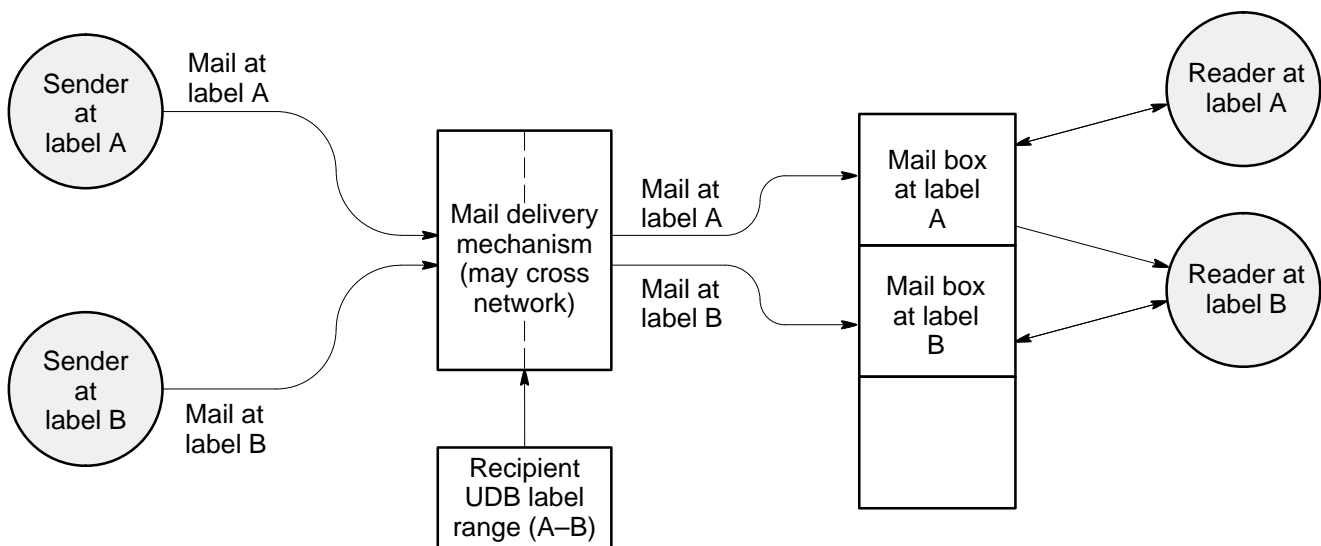 Sender
at
label A
Mail at
label A
Sender
at
label B
Mail at
label B
Mail delivery
mechanism
(may cross
network)
Recipient
UDB label
range (A–B)
Mail at
label A
Mail at
label B
Mail box
at label
A
Mail box
at label
B
Reader at
label A
Reader at
label B